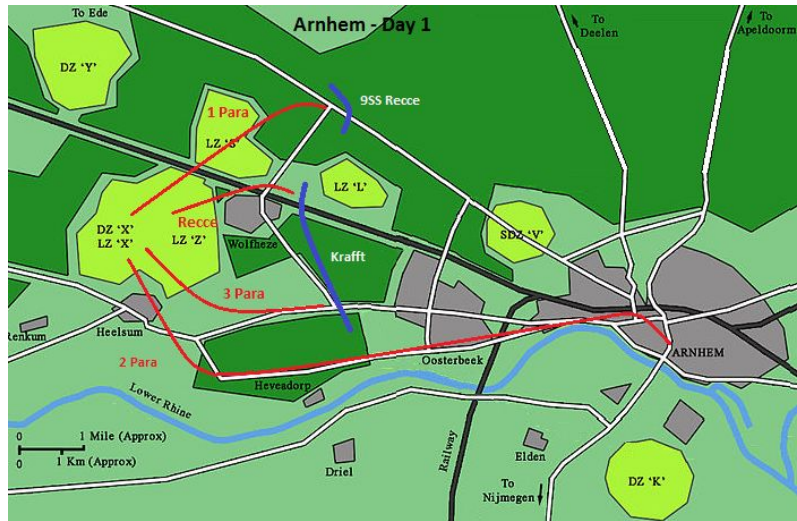 Arnhem - Day 1
To Ede
To
Deelen
To
Apeldoorm
DZ 'Y'
9SS Recce
1 Para
LZ 'S'
LZ 'L'
DZ 'X'
LZ 'X'
LZ 'Z'
Recce
Wolfheze
SDZ 'V'
Krafft
3 Para
Renkum
Heelsum
2 Para
Oosterbeek
ARNHEM
Heveadorp
Lower Rhine
0 1 Mile (Approx)
0 1 Km (Approx)
Driel
Railway
Elden
To
Nijmegen
DZ 'K'